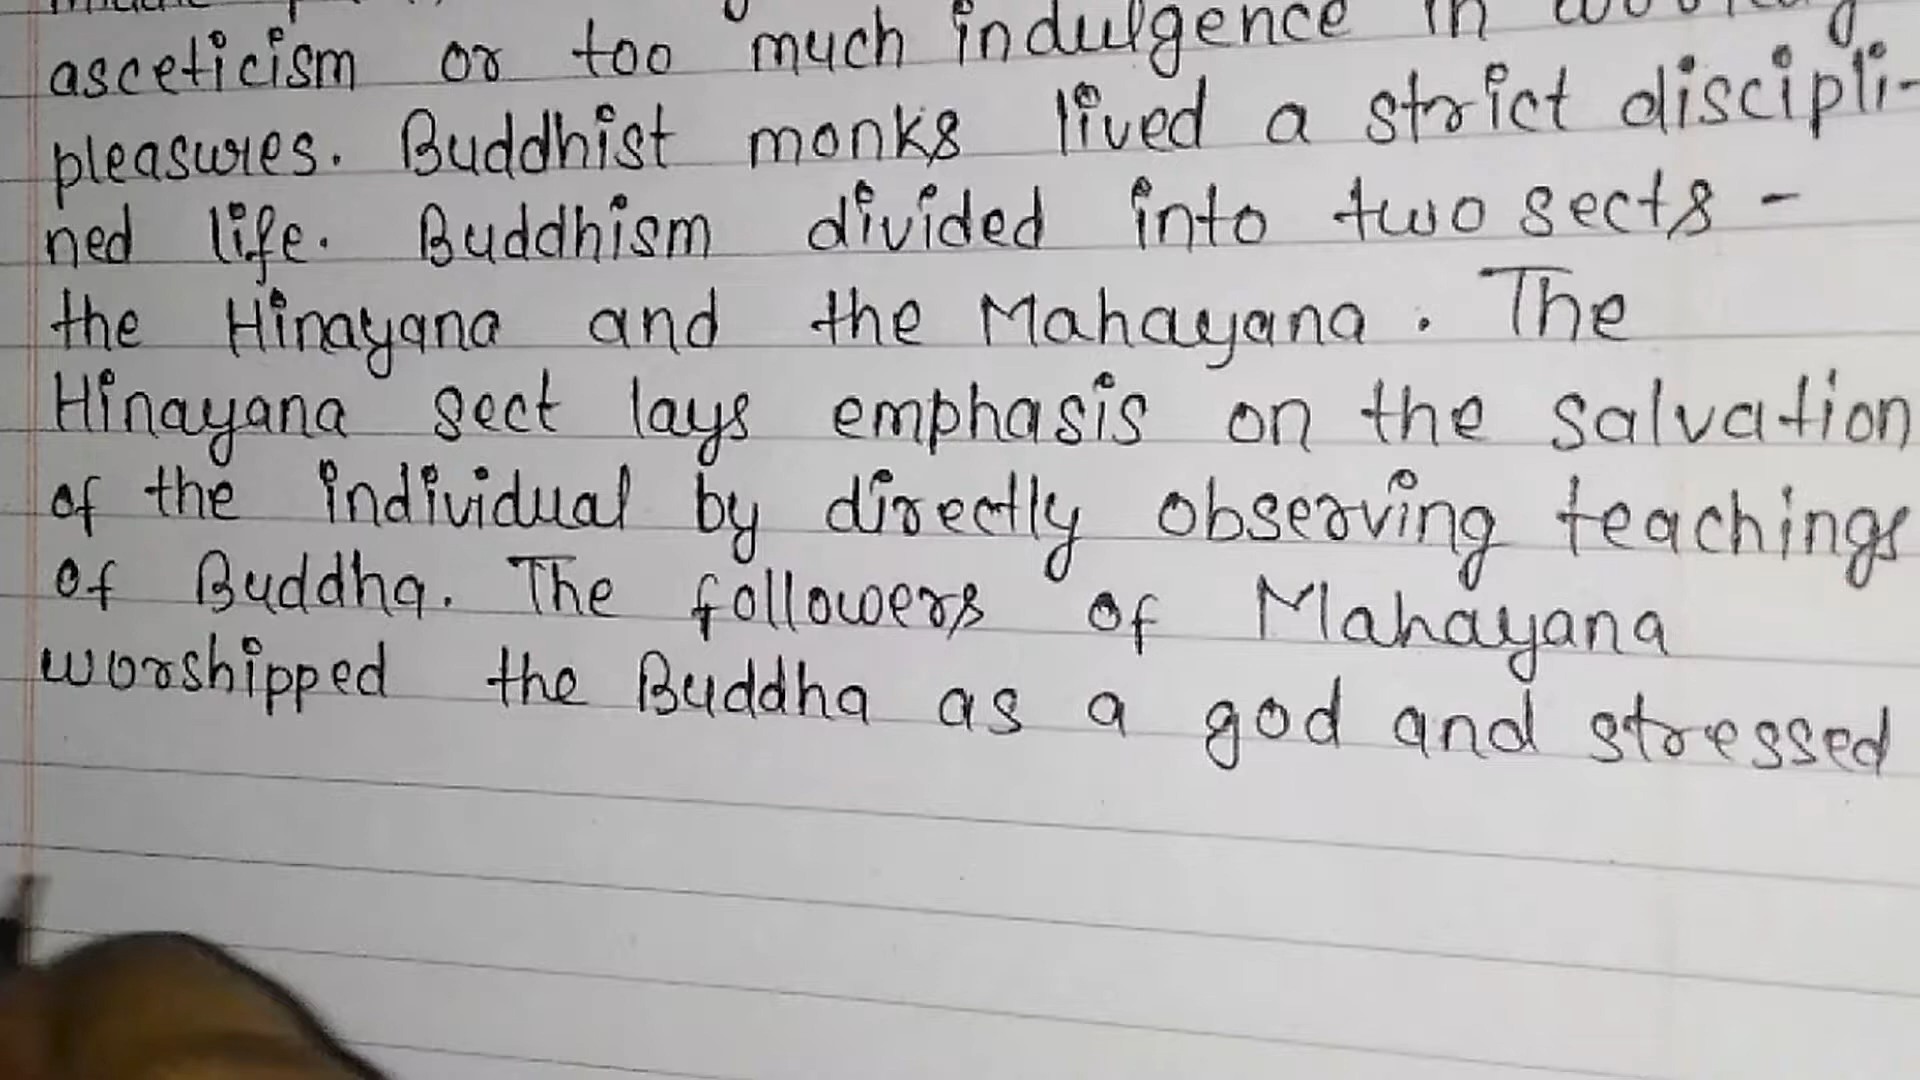 asceticism or too much indulgence in
pleasures. Buddhist monks lived a strict discipli-
ned life. Buddhism divided into two sects -
the Hinayana and the Mahayana. The
Hinayana sect lays emphasis on the salvation
of the individual by directly observing teachings
of Buddha. The followers of Mahayana
worshipped the Buddha as a god and stressed